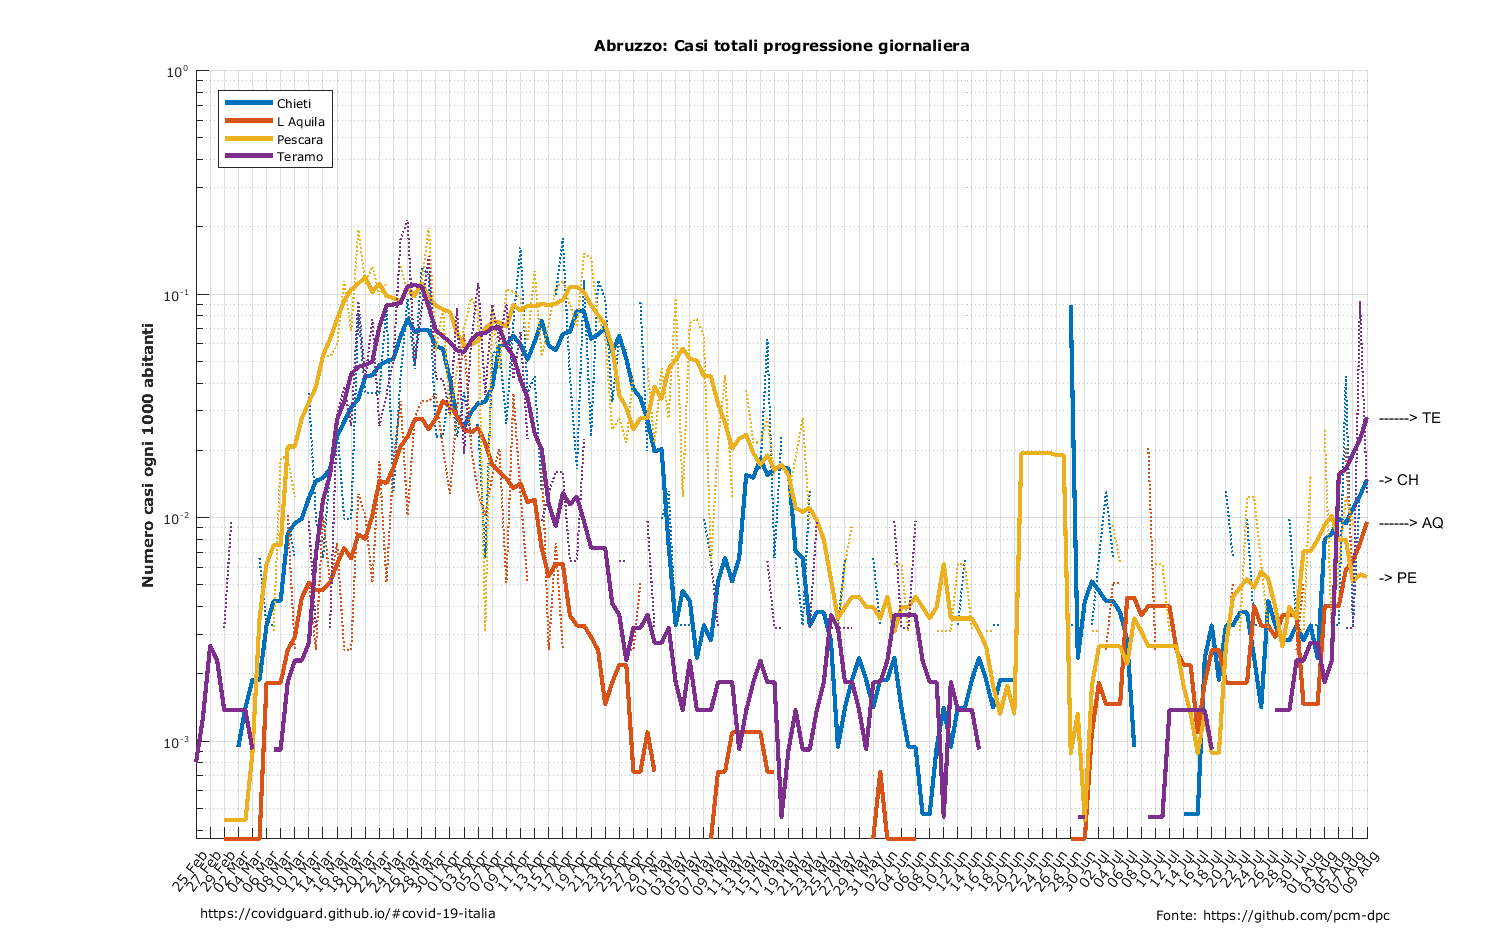 Abruzzo: Casi totali progressione giornaliera
Numero casi ogni 1000 abitanti
10⁰
10⁻¹
10⁻²
10⁻³
Chieti
L Aquila
Pescara
Teramo
------> TE
-> CH
------> AQ
-> PE
25 Feb
27 Feb
29 Feb
02 Mar
04 Mar
06 Mar
08 Mar
10 Mar
12 Mar
14 Mar
16 Mar
18 Mar
20 Mar
22 Mar
24 Mar
26 Mar
28 Mar
30 Mar
01 Apr
03 Apr
05 Apr
07 Apr
09 Apr
11 Apr
13 Apr
15 Apr
17 Apr
19 Apr
21 Apr
23 Apr
25 Apr
27 Apr
29 Apr
01 May
03 May
05 May
07 May
09 May
11 May
13 May
15 May
17 May
19 May
21 May
23 May
25 May
27 May
29 May
31 May
02 Jun
04 Jun
06 Jun
08 Jun
10 Jun
12 Jun
14 Jun
16 Jun
18 Jun
20 Jun
22 Jun
24 Jun
26 Jun
28 Jun
30 Jun
02 Jul
04 Jul
06 Jul
08 Jul
10 Jul
12 Jul
14 Jul
16 Jul
18 Jul
20 Jul
22 Jul
24 Jul
26 Jul
28 Jul
30 Jul
01 Aug
03 Aug
05 Aug
07 Aug
09 Aug
https://covidguard.github.io/#covid-19-italia
Fonte: https://github.com/pcm-dpc